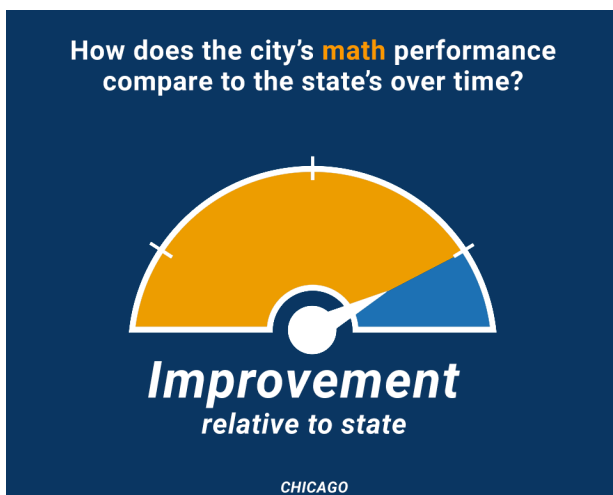 How does the city’s math performance
compare to the state’s over time?
Improvement
relative to state
CHICAGO